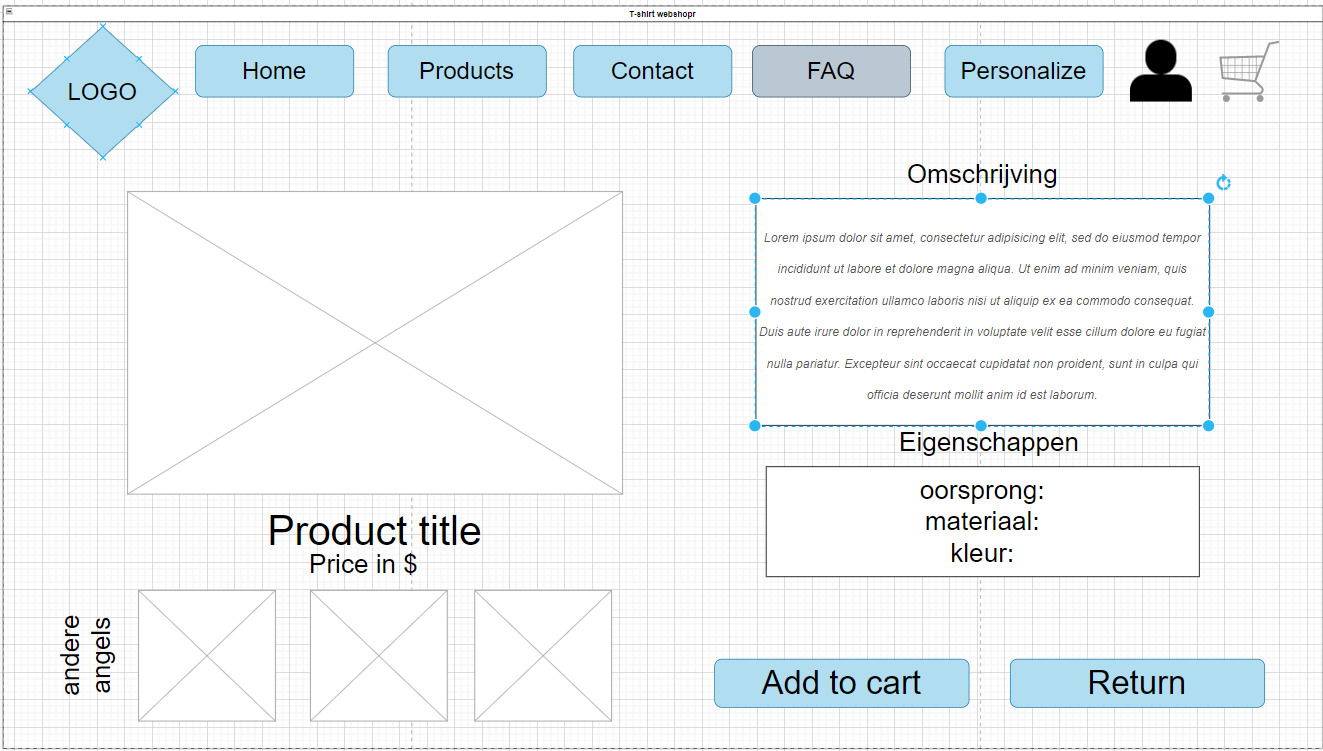 T-shirt webshopr
LOGO
Home
Products
Contact
FAQ
Personalize
Omschrijving
Lorem ipsum dolor sit amet, consectetur adipisicing elit, sed do eiusmod tempor
incididunt ut labore et dolore magna aliqua. Ut enim ad minim veniam, quis
nostrud exercitation ullamco laboris nisi ut aliquip ex ea commodo consequat.
Duis aute irure dolor in reprehenderit in voluptate velit esse cillum dolore eu fugiat
nulla pariatur. Excepteur sint occaecat cupidatat non proident, sunt in culpa qui
officia deserunt mollit anim id est laborum.
Eigenschappen
oorsprong:
materiaal:
kleur:
Product title
Price in $
andere
angels
Add to cart
Return